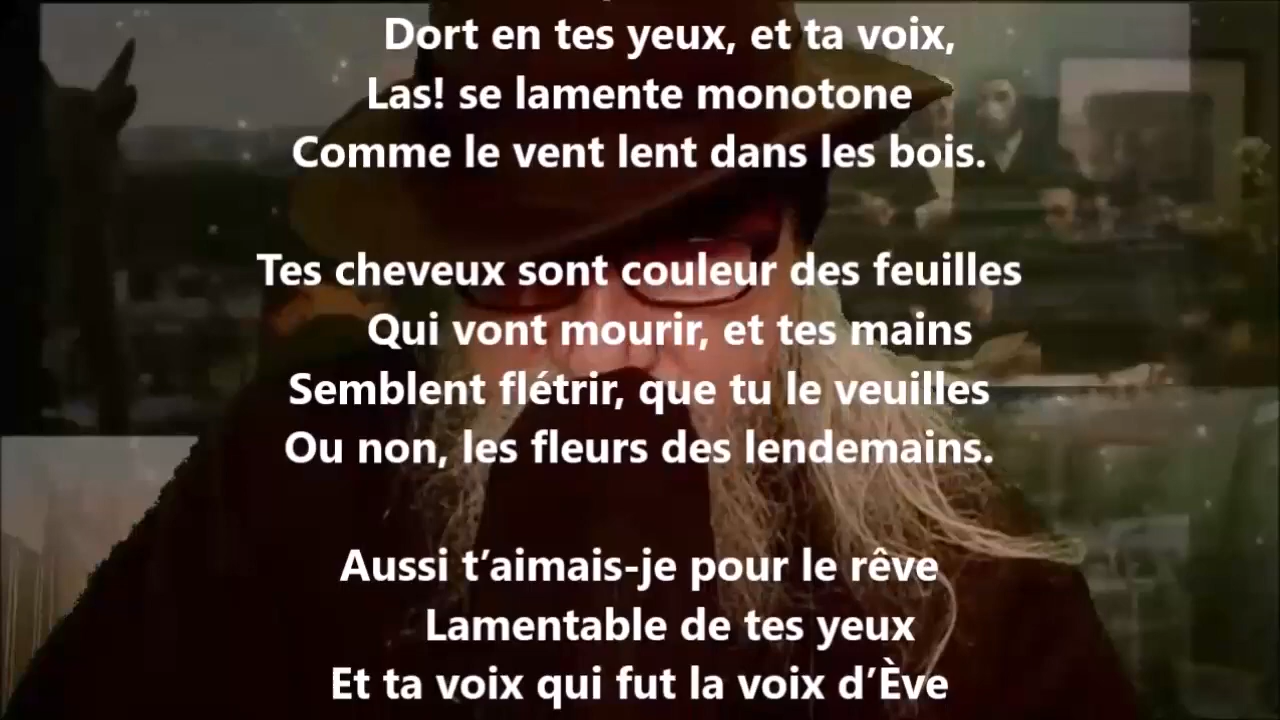 Dort en tes yeux, et ta voix,
Las! se lamente monotone
Comme le vent lent dans les bois.
Tes cheveux sont couleur des feuilles
Qui vont mourir, et tes mains
Semblent flétrir, que tu le veuilles
Ou non, les fleurs des lendemains.
Aussi t’aimais-je pour le rêve
Lamentable de tes yeux
Et ta voix qui fut la voix d’Ève